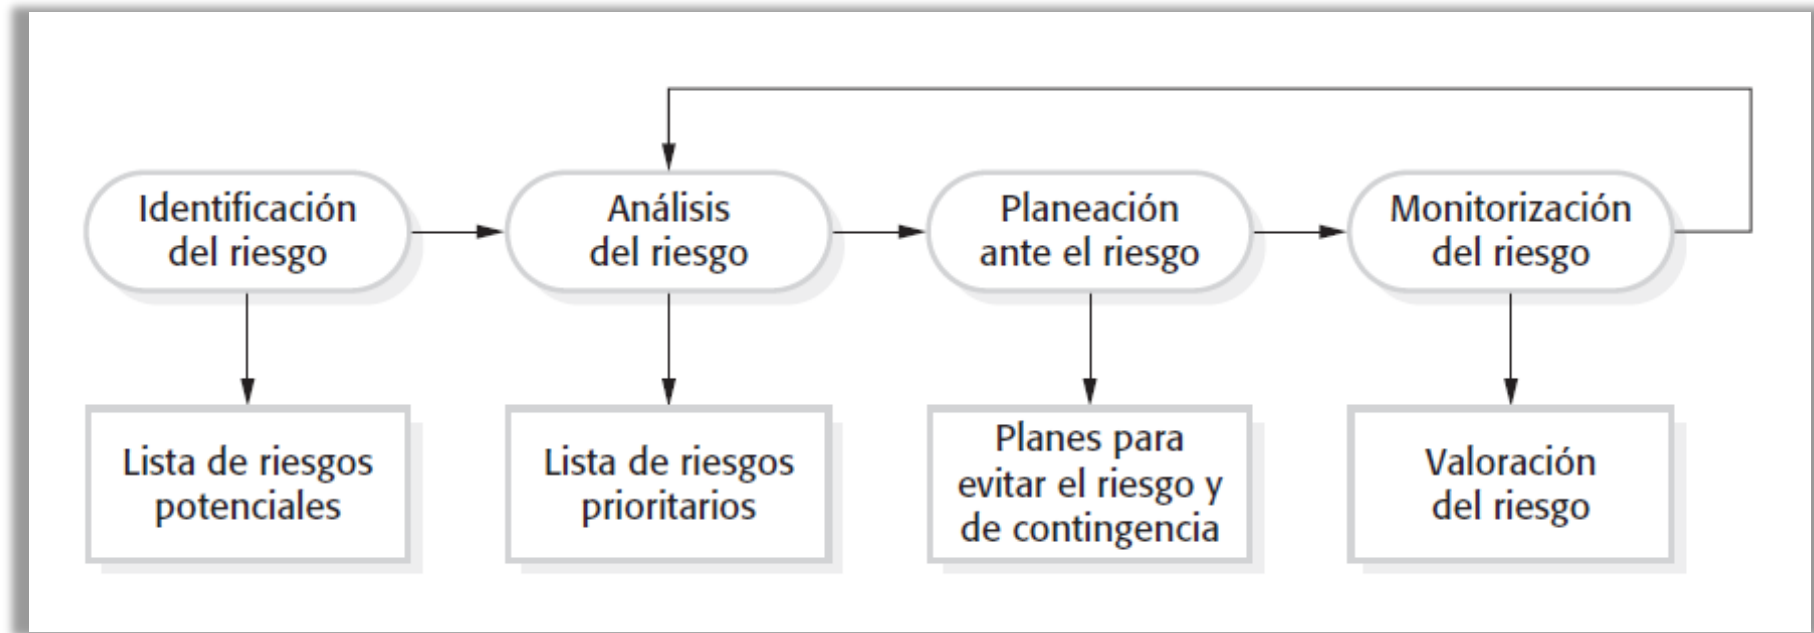 Identificación
del riesgo
Análisis
del riesgo
Planeación
ante el riesgo
Monitorización
del riesgo
Lista de riesgos
potenciales
Lista de riesgos
prioritarios
Planes para
evitar el riesgo y
de contingencia
Valoración
del riesgo